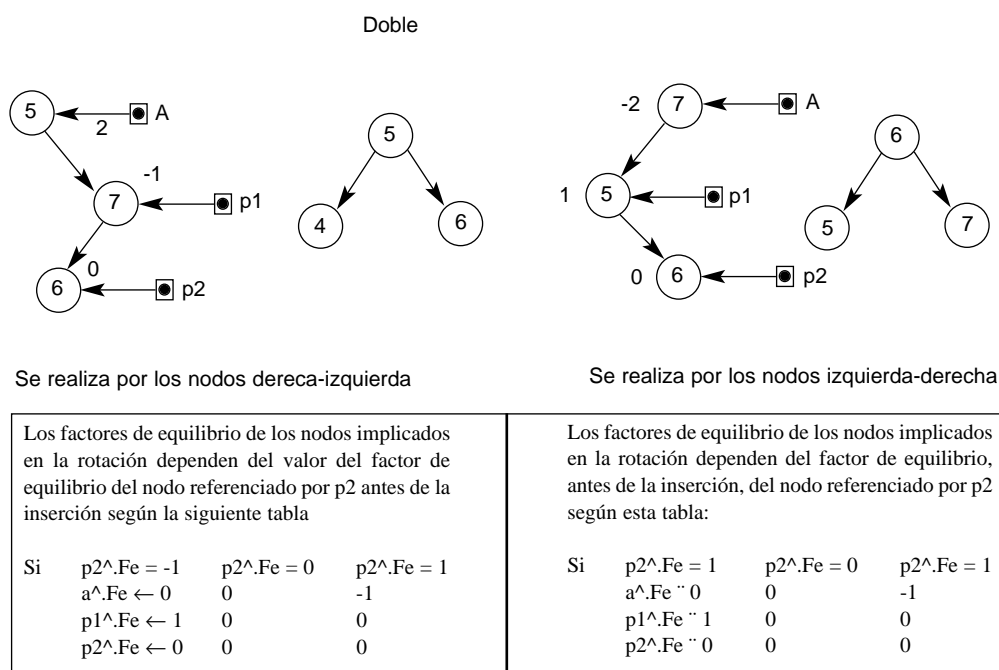 Doble
5
2
A
-1
7
p1
0
6
p2
5
4
6
-2
7
A
1
5
p1
0
6
p2
6
5
7
Se realiza por los nodos dereca-izquierda
Se realiza por los nodos izquierda-derecha
Los factores de equilibrio de los nodos implicados
en la rotación dependen del valor del factor de
equilibrio del nodo referenciado por p2 antes de la
inserción según la siguiente tabla
Si p2^.Fe = -1 p2^.Fe = 0 p2^.Fe = 1
a^.Fe ← 0 0 -1
p1^.Fe ← 1 0 0
p2^.Fe ← 0 0 0
Los factores de equilibrio de los nodos implicados
en la rotación dependen del factor de equilibrio,
antes de la inserción, del nodo referenciado por p2
según esta tabla:
Si p2^.Fe = 1 p2^.Fe = 0 p2^.Fe = 1
a^.Fe ¨ 0 0 -1
p1^.Fe ¨ 1 0 0
p2^.Fe ¨ 0 0 0